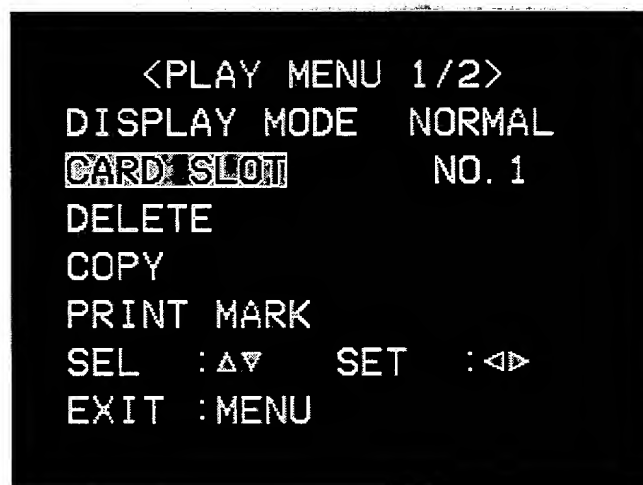 <PLAY MENU 1/2>
DISPLAY MODE NORMAL
CARD SLOT NO. 1
DELETE
COPY
PRINT MARK
SEL :△▽ SET :◁▷
EXIT :MENU